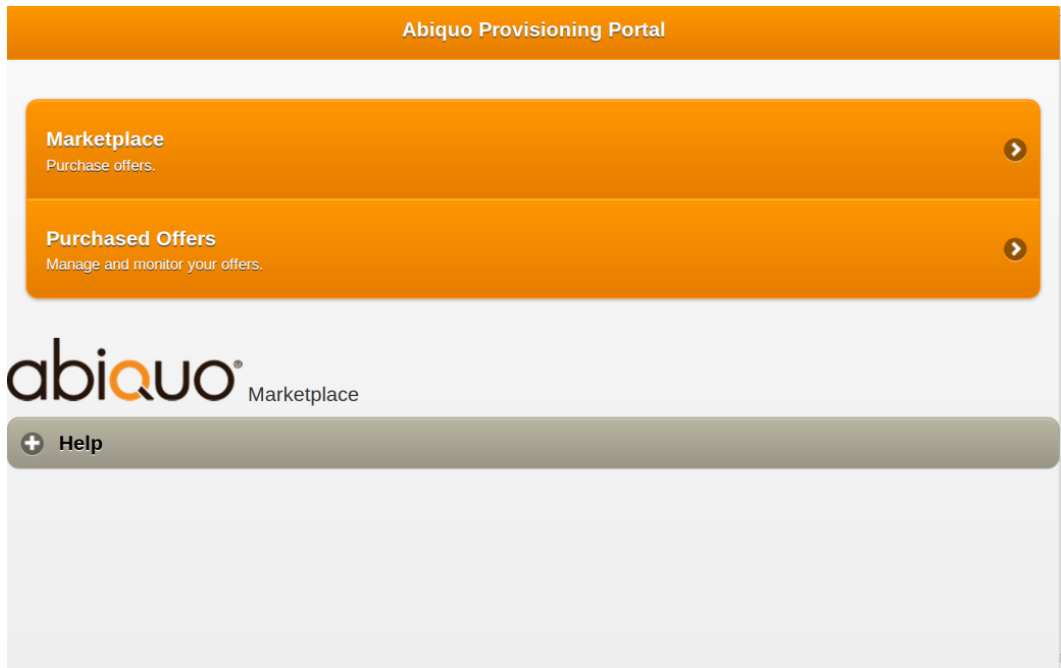 Abiquo Provisioning Portal
Marketplace
Purchase offers.
Purchased Offers
Manage and monitor your offers.
abiquo® Marketplace
Help